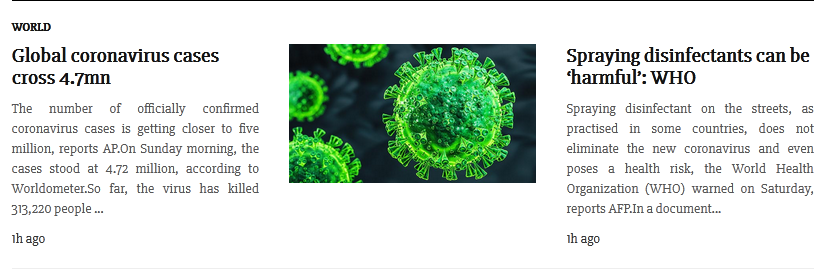 WORLD
Global coronavirus cases
cross 4.7mn
The number of officially confirmed
coronavirus cases is getting closer to five
million, reports AP.On Sunday morning, the
cases stood at 4.72 million, according to
Worldometer.So far, the virus has killed
313,220 people ...
1h ago
Spraying disinfectants can be
‘harmful’: WHO
Spraying disinfectant on the streets, as
practised in some countries, does not
eliminate the new coronavirus and even
poses a health risk, the World Health
Organization (WHO) warned on Saturday,
reports AFP.In a document...
1h ago